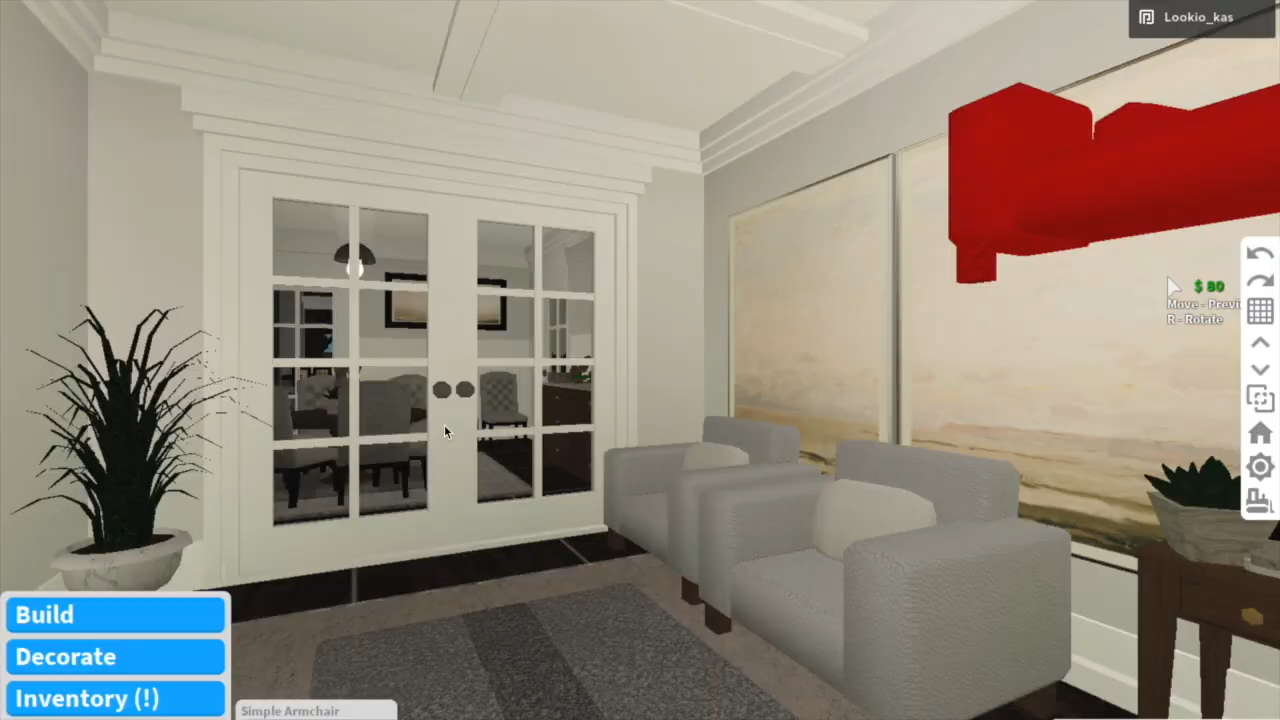 Lookio_kas
$ 80
Move - Previ
R - Rotate
Build
Decorate
Inventory (!)
Simple Armchair